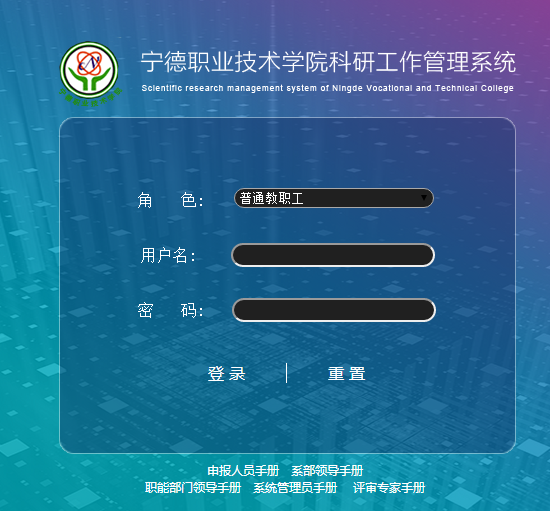 宁德职业技术学院科研工作管理系统
Scientific research management system of Ningde Vocational and Technical College
角 色: 普通教职工
用户名:
密 码:
登 录 | 重 置
申报人员手册 系部领导手册
职能部门领导手册 系统管理员手册 评审专家手册